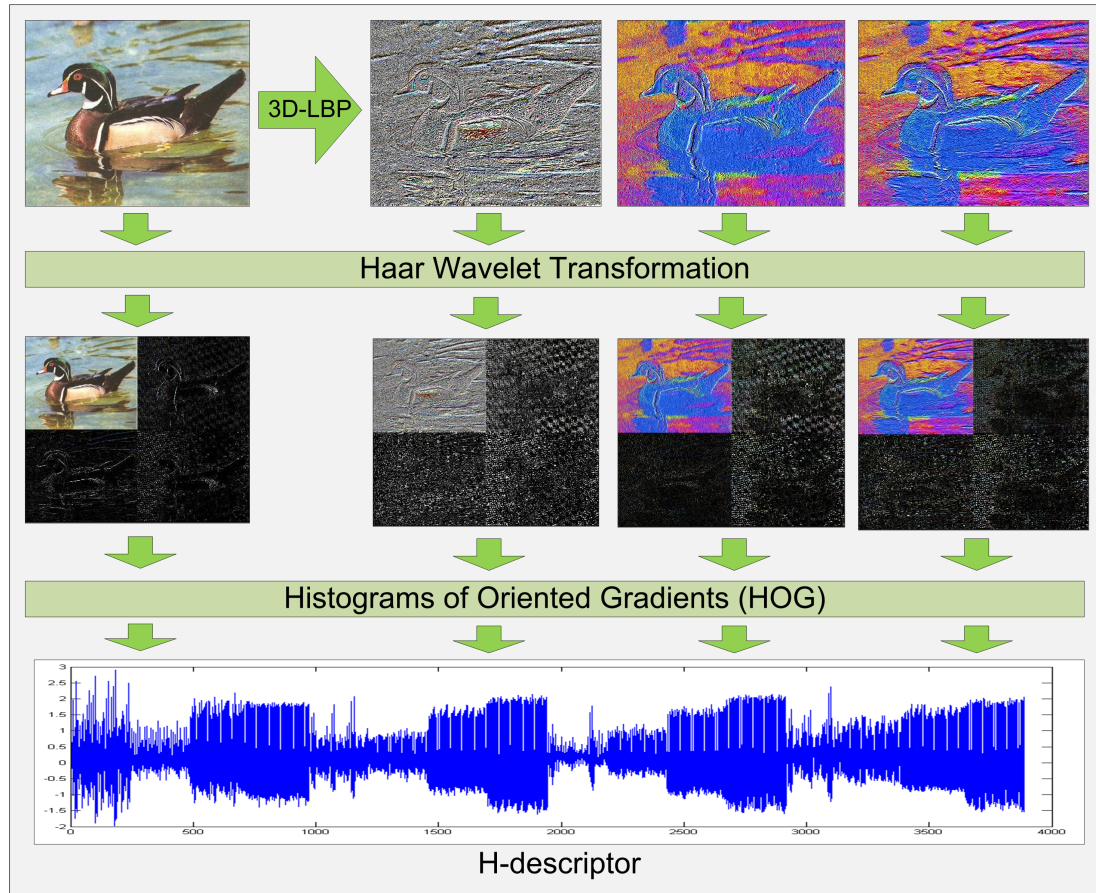 3D-LBP
Haar Wavelet Transformation
Histograms of Oriented Gradients (HOG)
3
2.5
2
1.5
1
0.5
0
-0.5
-1
-1.5
-2
0 500 1000 1500 2000 2500 3000 3500 4000
H-descriptor